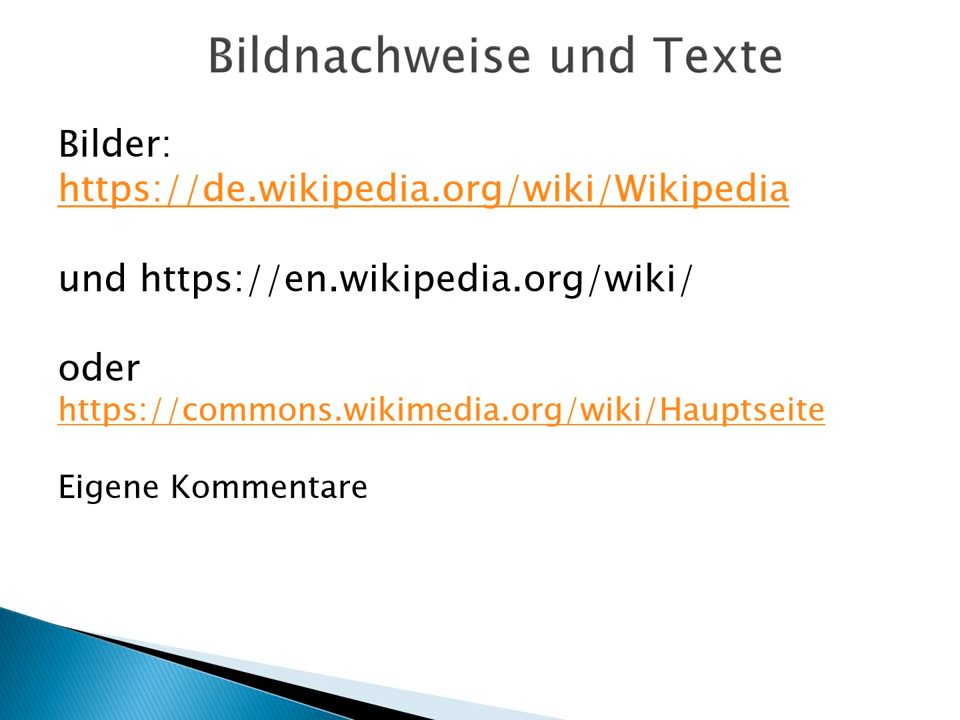 Bildnachweise und Texte
Bilder:
https://de.wikipedia.org/wiki/Wikipedia
und https://en.wikipedia.org/wiki/
oder
https://commons.wikimedia.org/wiki/Hauptseite
Eigene Kommentare